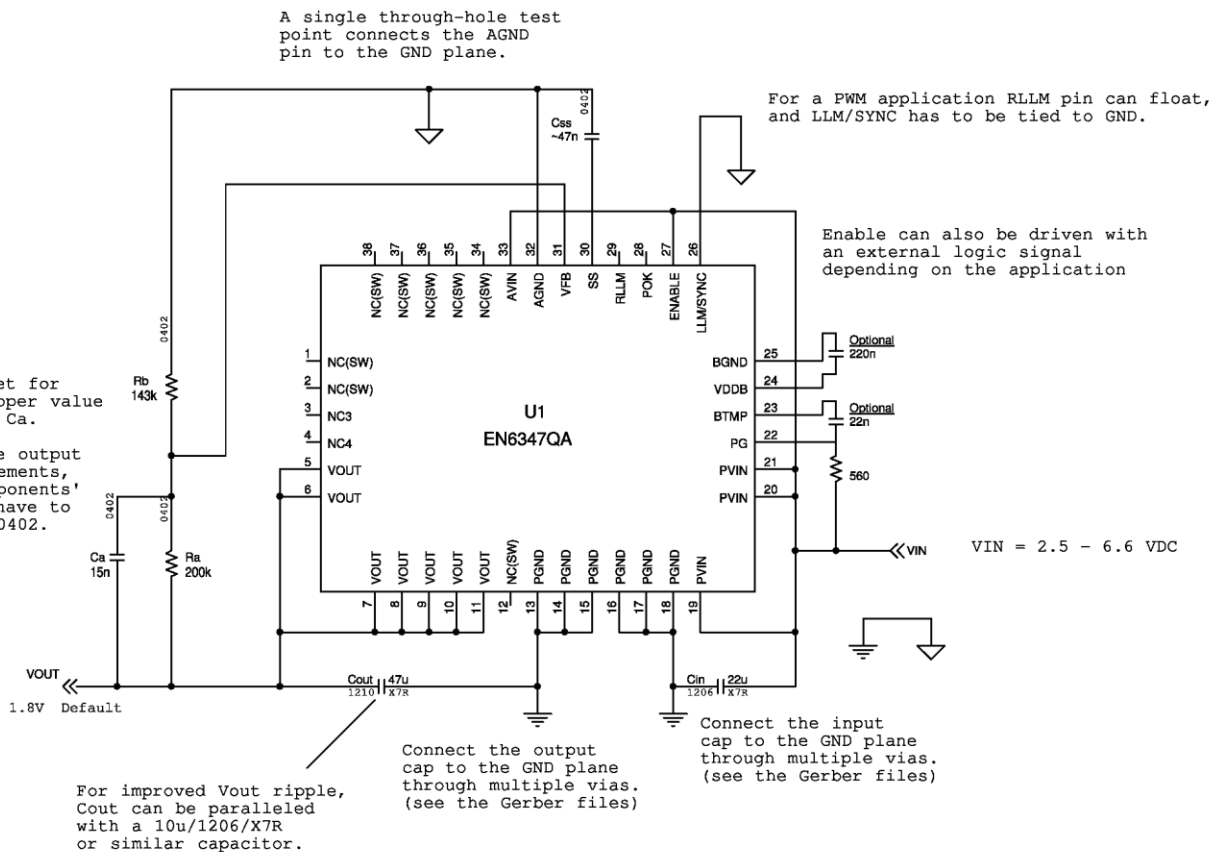 A single through-hole test
point connects the AGND
pin to the GND plane.
For a PWM application RLLM pin can float,
and LLM/SYNC has to be tied to GND.
0402
Css
~47n
Enable can also be driven with
an external logic signal
depending on the application
38 37 36 35 34 33 32 31 30 29 28 27 26
NC(SW) NC(SW) NC(SW) NC(SW) NC(SW) AVIN AGND VFB SS RLLM POK ENABLE LLM/SYNC
0402
Rb
143k
1 NC(SW)
2 NC(SW)
3 NC3
4 NC4
5 VOUT
6 VOUT
U1
EN6347QA
BGND 25
VDDB 24
BTMP 23
PG 22
PVIN 21
PVIN 20
Optional
220n
Optional
22n
560
et for
oper value
Ca.
e output
ements,
ponents'
have to
0402.
0402
0402
Ca
15n
Ra
200k
VIN
VIN = 2.5 - 6.6 VDC
VOUT VOUT VOUT VOUT VOUT NC(SW) PGND PGND PGND PGND PGND PGND PVIN
7 8 9 10 11 12 13 14 15 16 17 18 19
VOUT
1.8V Default
Cout 47u
1210 X7R
Cin 22u
1206 X7R
Connect the output
cap to the GND plane
through multiple vias.
(see the Gerber files)
Connect the input
cap to the GND plane
through multiple vias.
(see the Gerber files)
For improved Vout ripple,
Cout can be paralleled
with a 10u/1206/X7R
or similar capacitor.